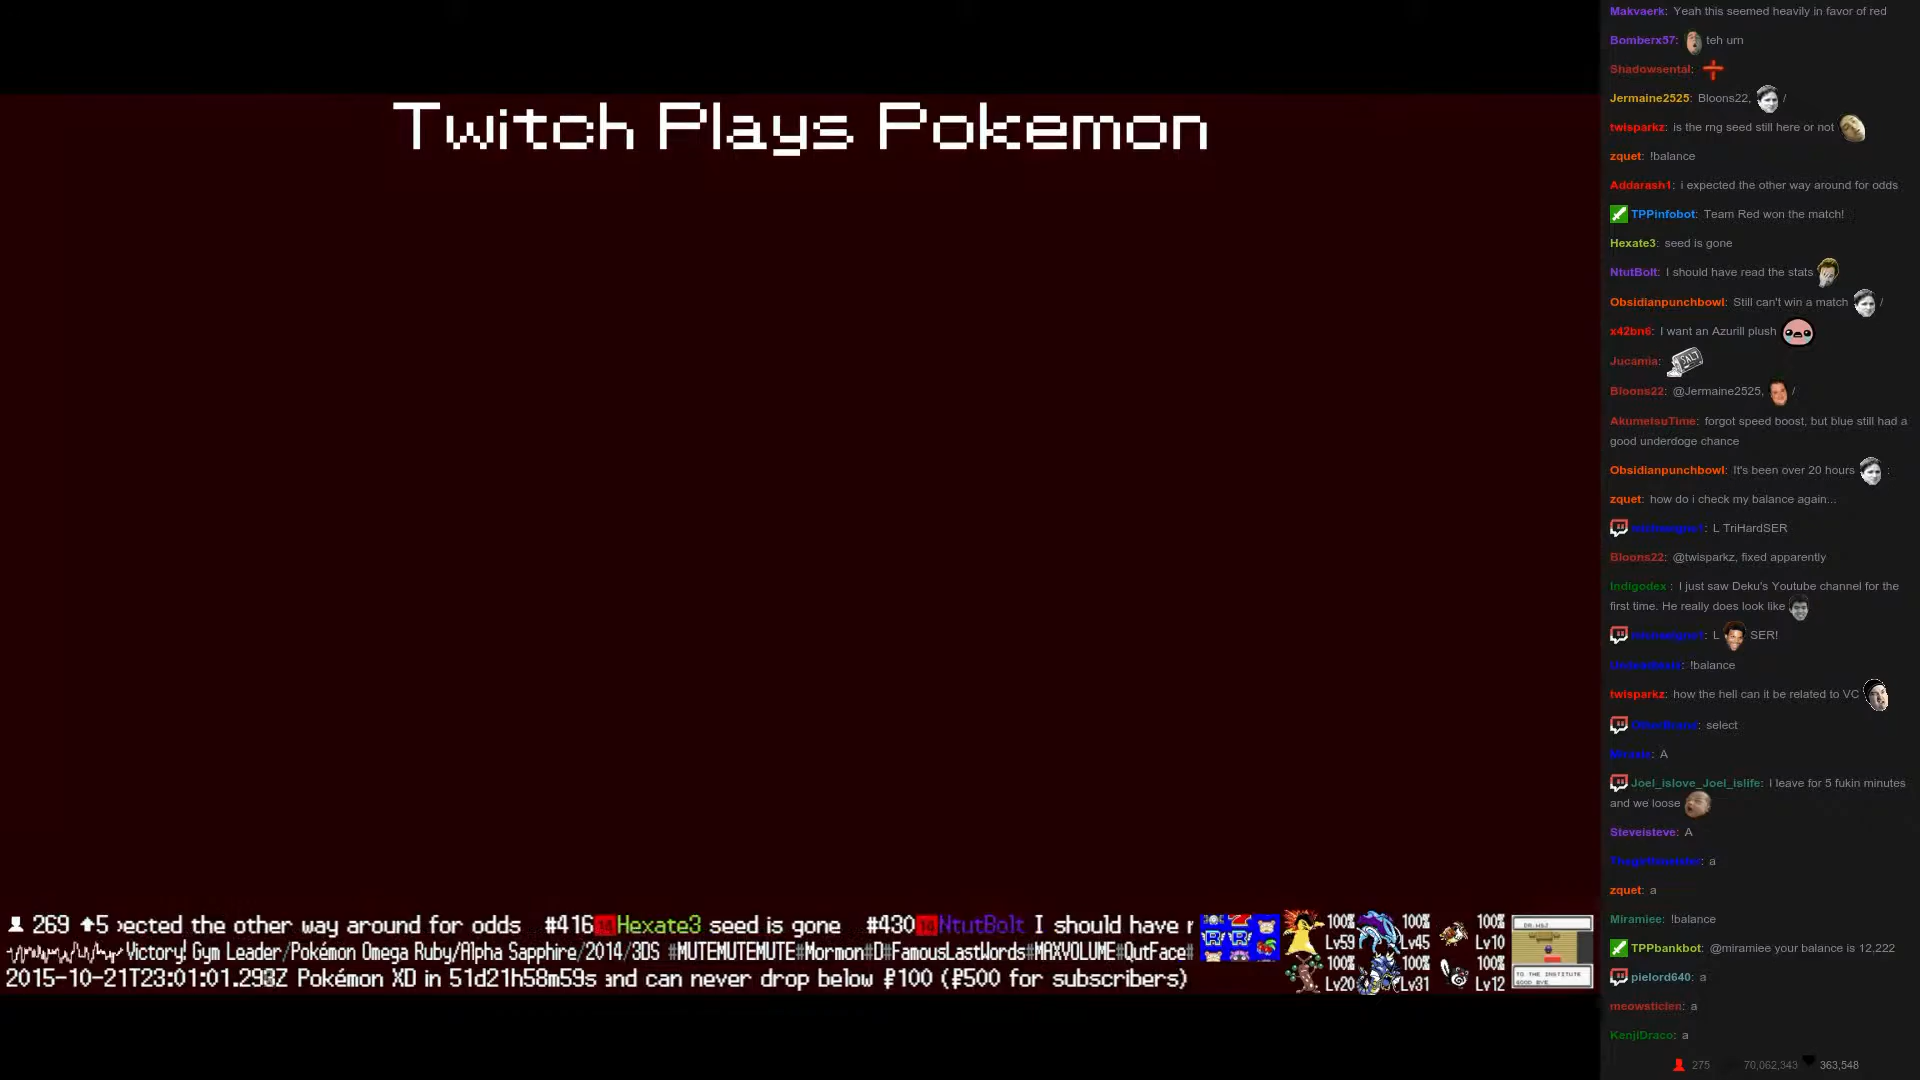 Twitch Plays Pokemon
269 5 ected the other way around for odds #416 14 Hexate3 seed is gone #430 14 NtutBolt I should have r
Victory! Gym Leader/Pokémon Omega Ruby/Alpha Sapphire/2014/3DS #MUTEMUTEMUTE#Mormon#D#FamousLastWords#MAXVOLUME#QutFace#
Pokémon XD in 51d21h58m59s and can never drop below ₽100 (₽500 for subscribers)
100% 100% 100%
Lv59 Lv45 Lv10
100% 100% 100%
Lv20 Lv31 Lv12
TO THE INSTITUTE
GOOD BYE
Makvaerk: Yeah this seemed heavily in favor of red
Bomberx57: teh urn
Shadowsental:
Jermaine2525: Bloons22, /
twisparkz: is the rng seed still here or not
zquet: !balance
Addarash1: i expected the other way around for odds
TPPinfobot: Team Red won the match!
Hexate3: seed is gone
NtutBolt: I should have read the stats
Obsidianpunchbowl: Still can't win a match /
x42bn6: I want an Azurill plush
Jucamia: SALT
Bloons22: @Jermaine2525, /
AkumetsuTime: forgot speed boost, but blue still had a
good underdoge chance
Obsidianpunchbowl: It's been over 20 hours :
zquet: how do i check my balance again...
: L TriHardSER
Bloons22: @twisparkz, fixed apparently
Indigodex : I just saw Deku's Youtube channel for the
first time. He really does look like
: L SER!
: !balance
twisparkz: how the hell can it be related to VC
: select
: A
Joel_islove_Joel_islife: I leave for 5 fukin minutes
and we loose
Steveisteve: A
: a
zquet: a
Miramiee: !balance
TPPbankbot: @miramiee your balance is 12,222
pielord640: a
meowsticlen: a
KenjiDraco: a
275 70,062,343 363,548